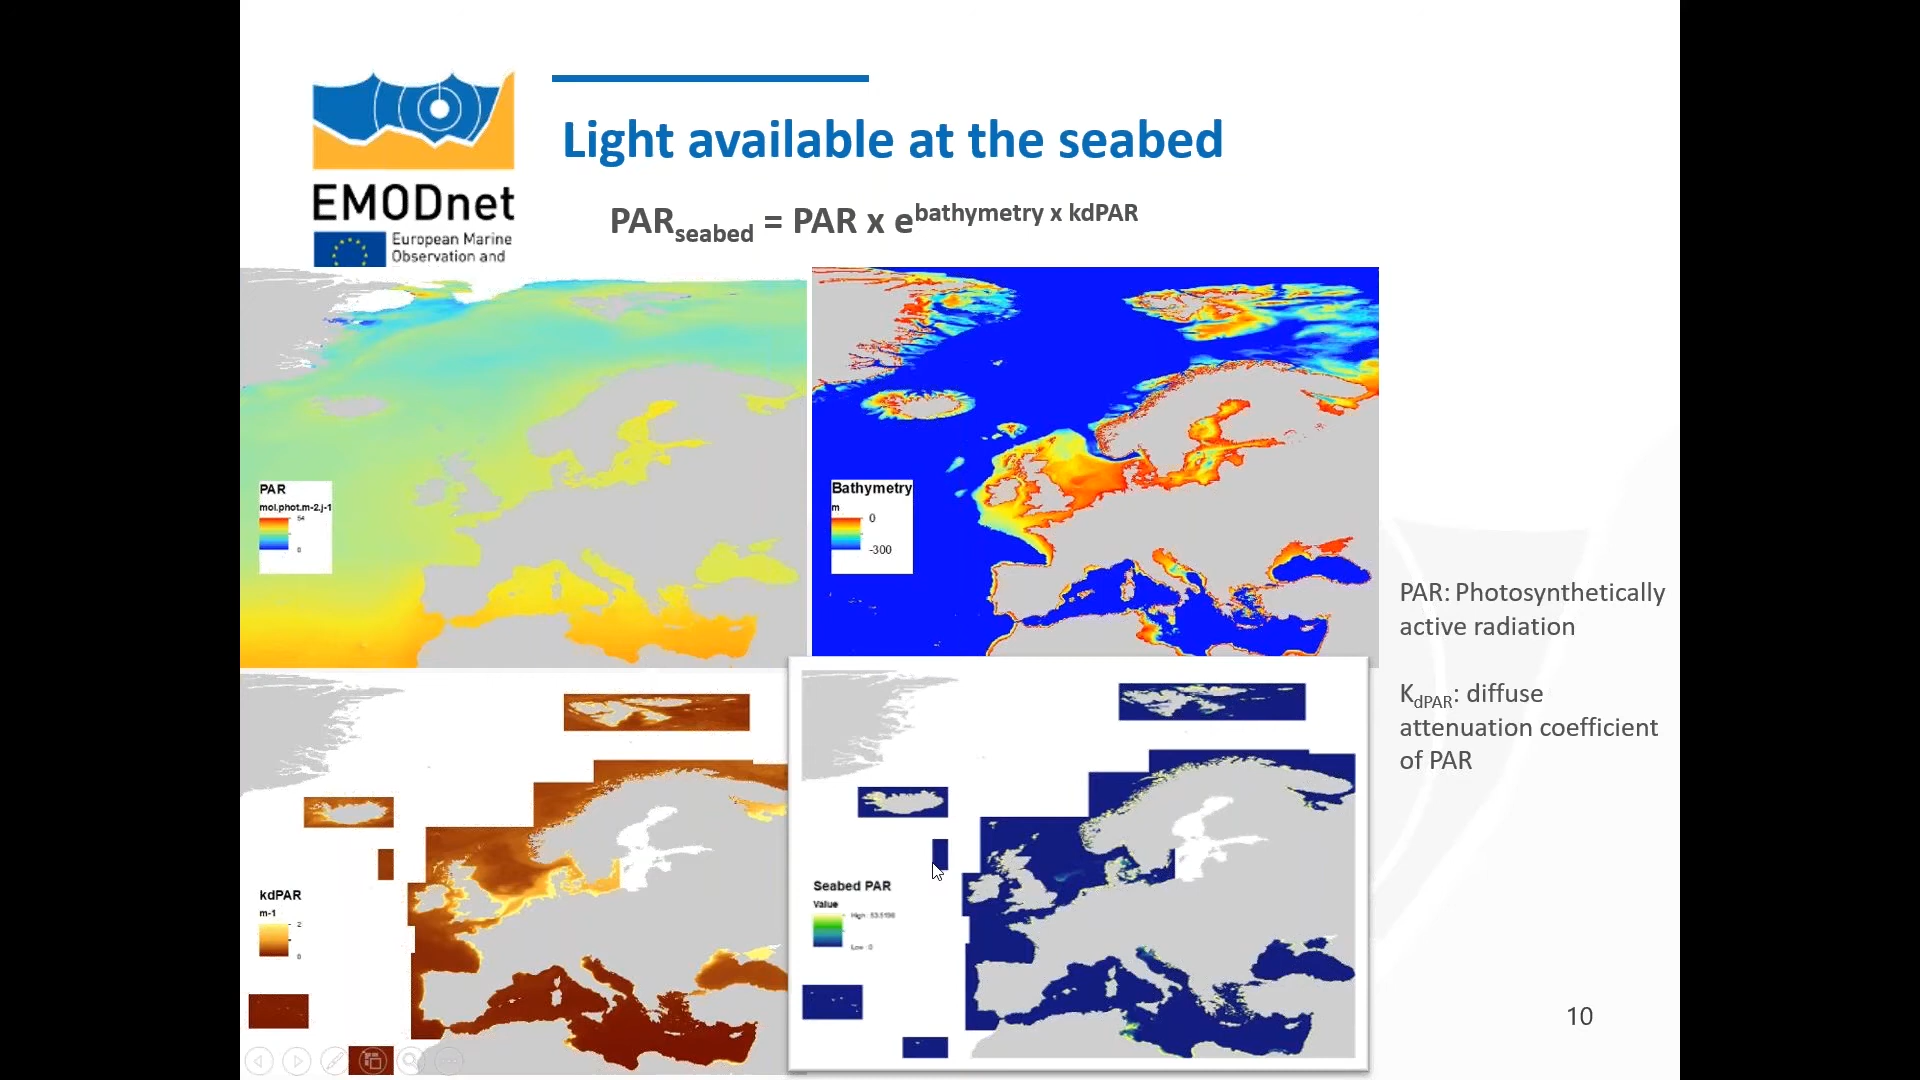 Light available at the seabed
EMODnet
European Marine
Observation and
PARseabed = PAR x e^bathymetry x kdPAR
PAR
mol.phot.m-2.j-1
54
Bathymetry
m
0
-300
kdPAR
m-1
2
0
Seabed PAR
Value
High : 53.5198
Low : 0
PAR: Photosynthetically
active radiation
KdPAR: diffuse
attenuation coefficient
of PAR
10